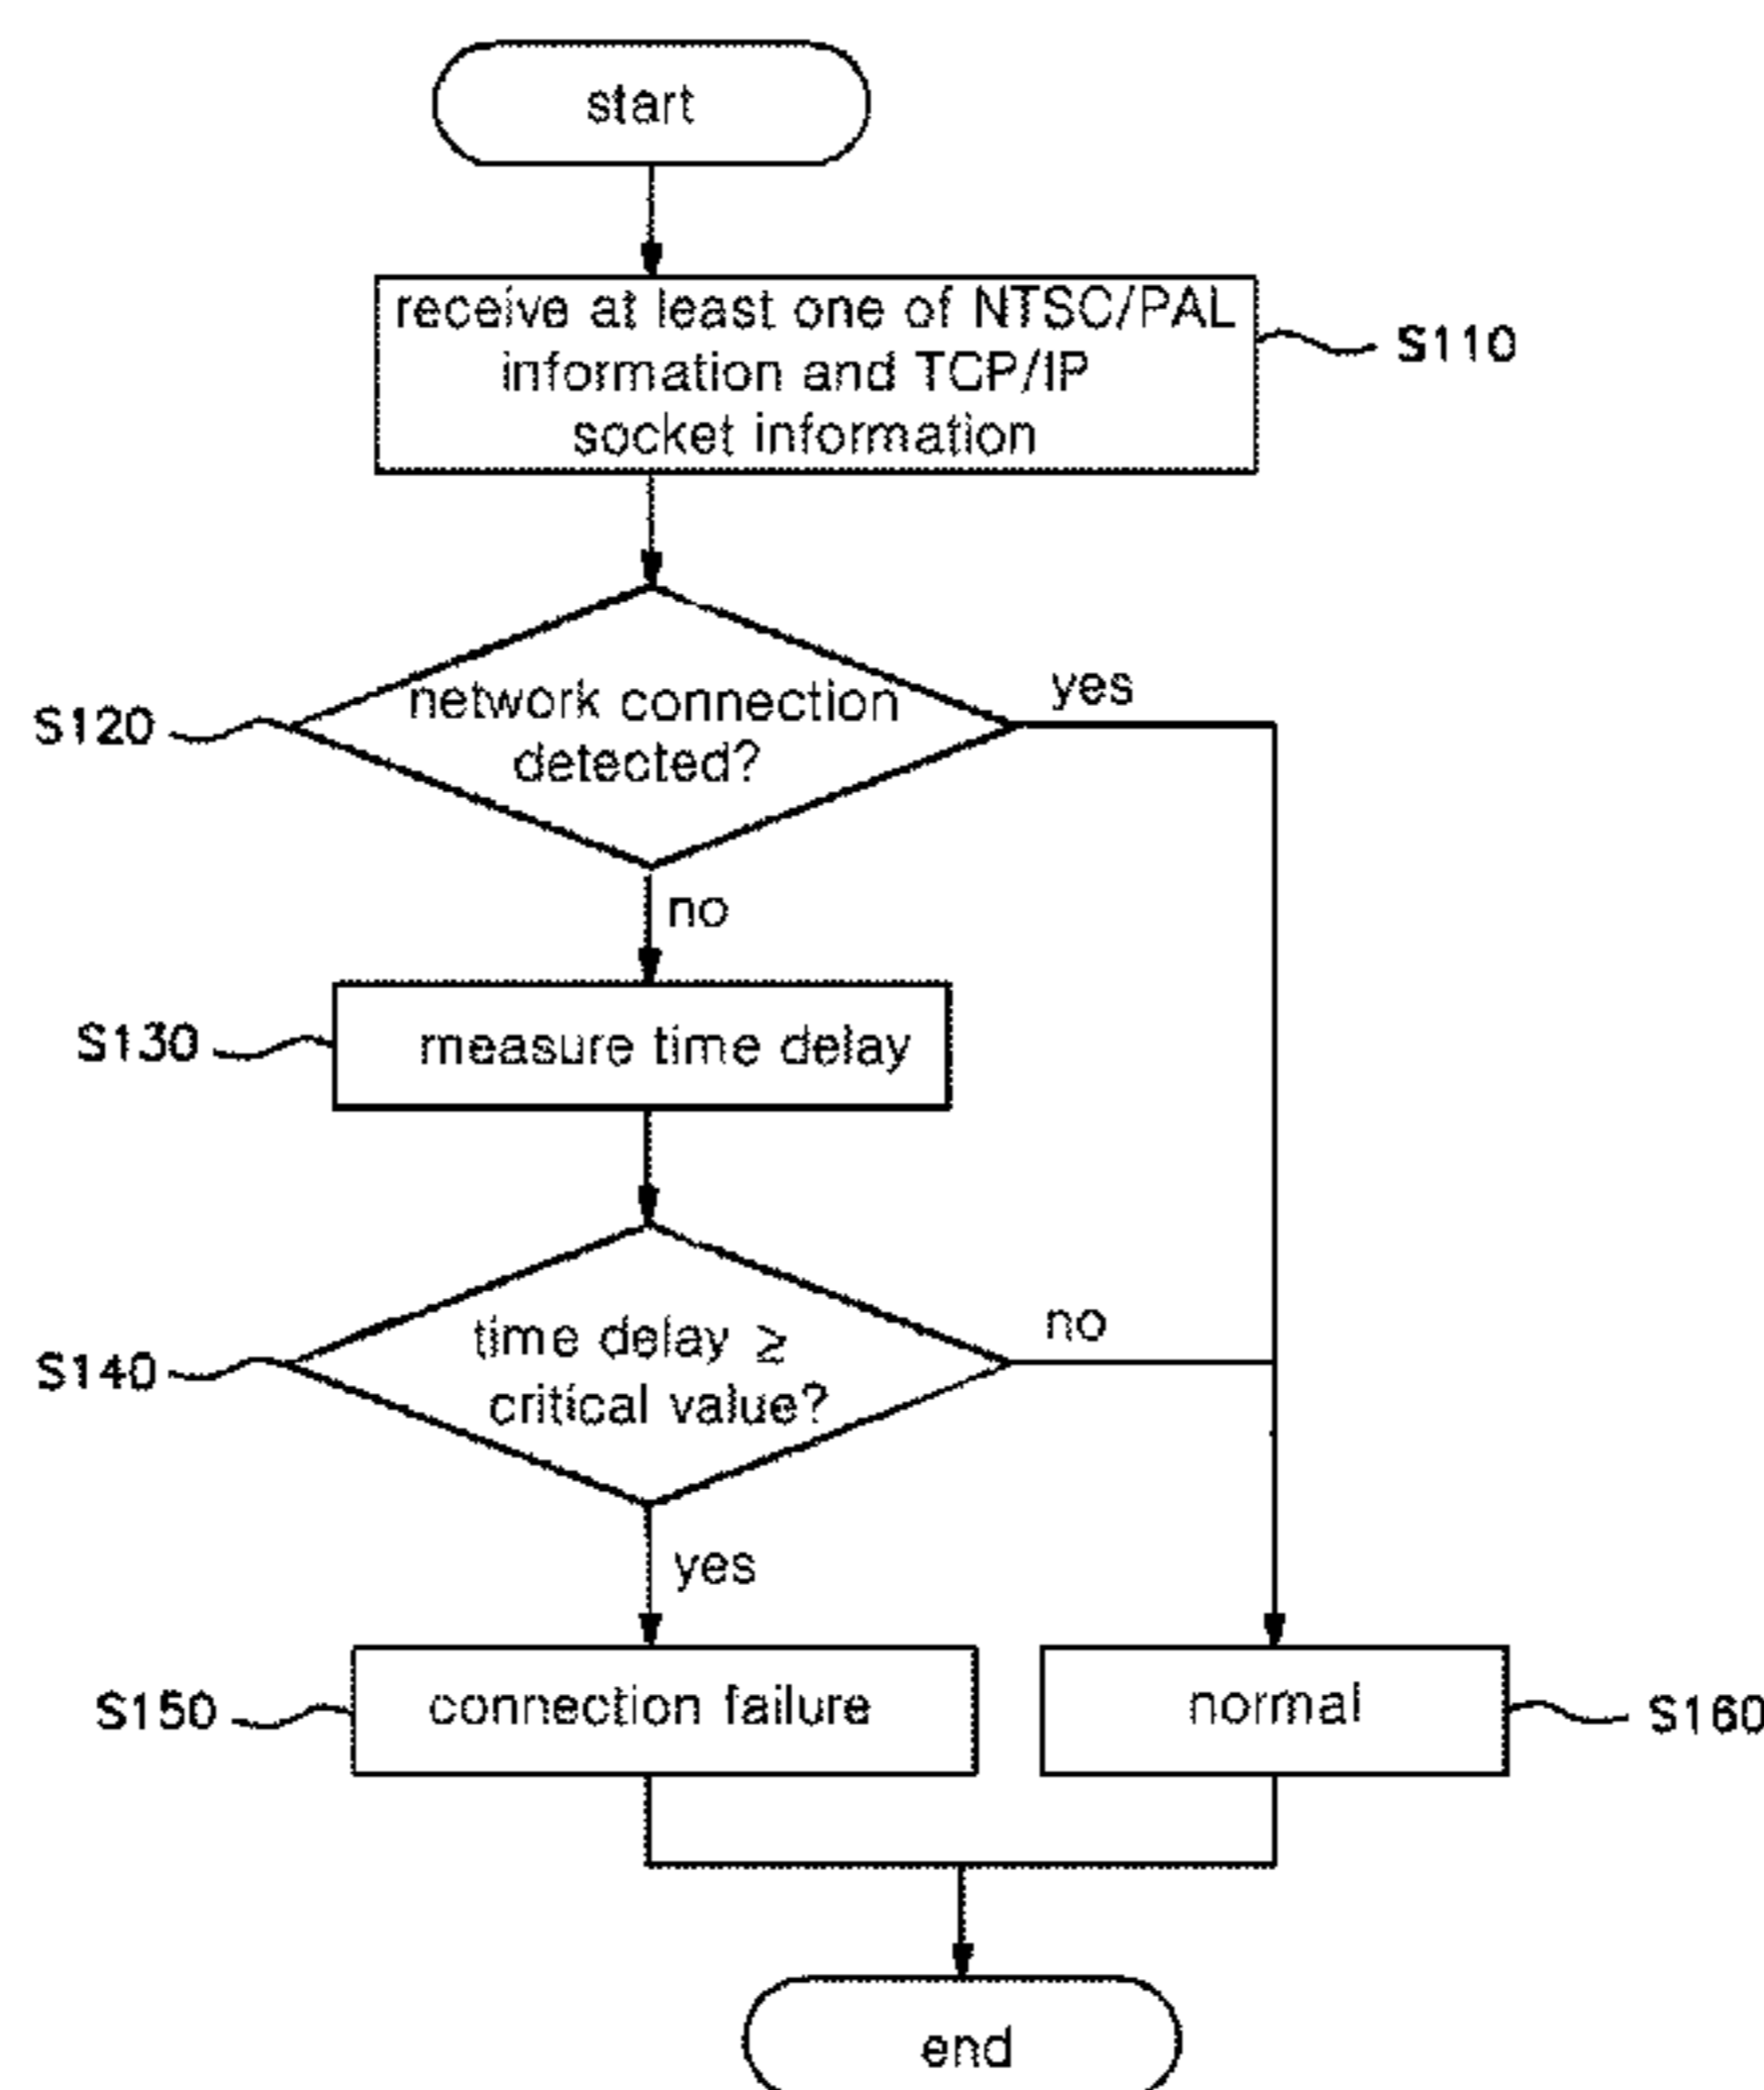 start
receive at least one of NTSC/PAL
information and TCP/IP
socket information
S110
S120
network connection
detected?
yes
no
S130
measure time delay
S140
time delay ≥
critical value?
no
yes
S150
connection failure
normal
S160
end